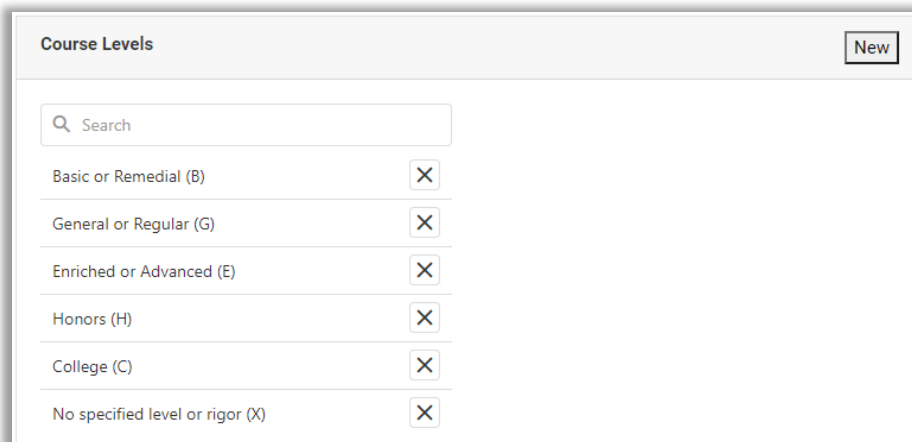 Course Levels
New
Search
Basic or Remedial (B)
General or Regular (G)
Enriched or Advanced (E)
Honors (H)
College (C)
No specified level or rigor (X)